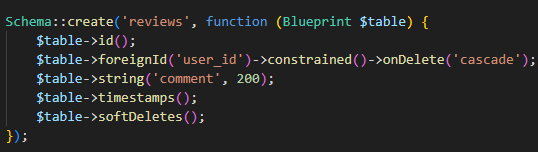 Schema::create('reviews', function (Blueprint $table) {
    $table->id();
    $table->foreignId('user_id')->constrained()->onDelete('cascade');
    $table->string('comment', 200);
    $table->timestamps();
    $table->softDeletes();
});